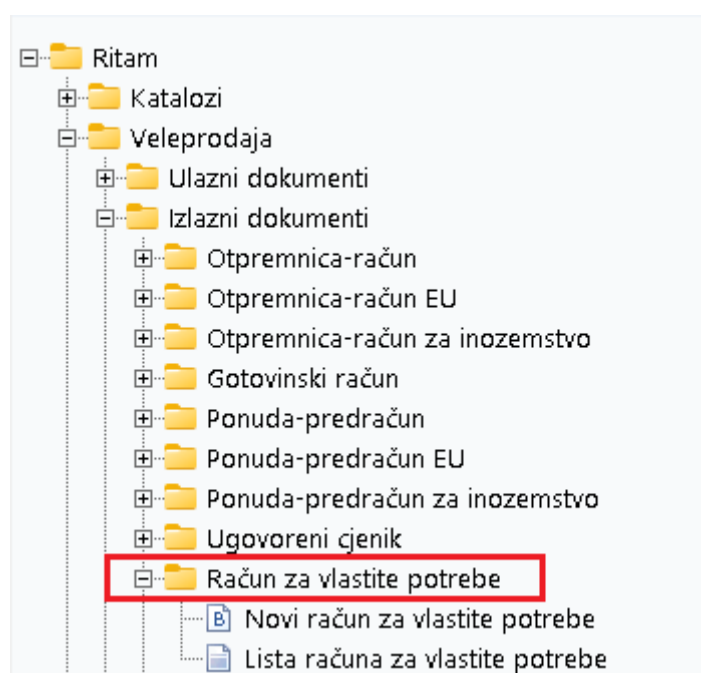 Ritam
Katalozi
Veleprodaja
Ulazni dokumenti
Izlazni dokumenti
Otpremnica-račun
Otpremnica-račun EU
Otpremnica-račun za inozemstvo
Gotovinski račun
Ponuda-predračun
Ponuda-predračun EU
Ponuda-predračun za inozemstvo
Ugovoreni cjenik
Račun za vlastite potrebe
B Novi račun za vlastite potrebe
Lista računa za vlastite potrebe